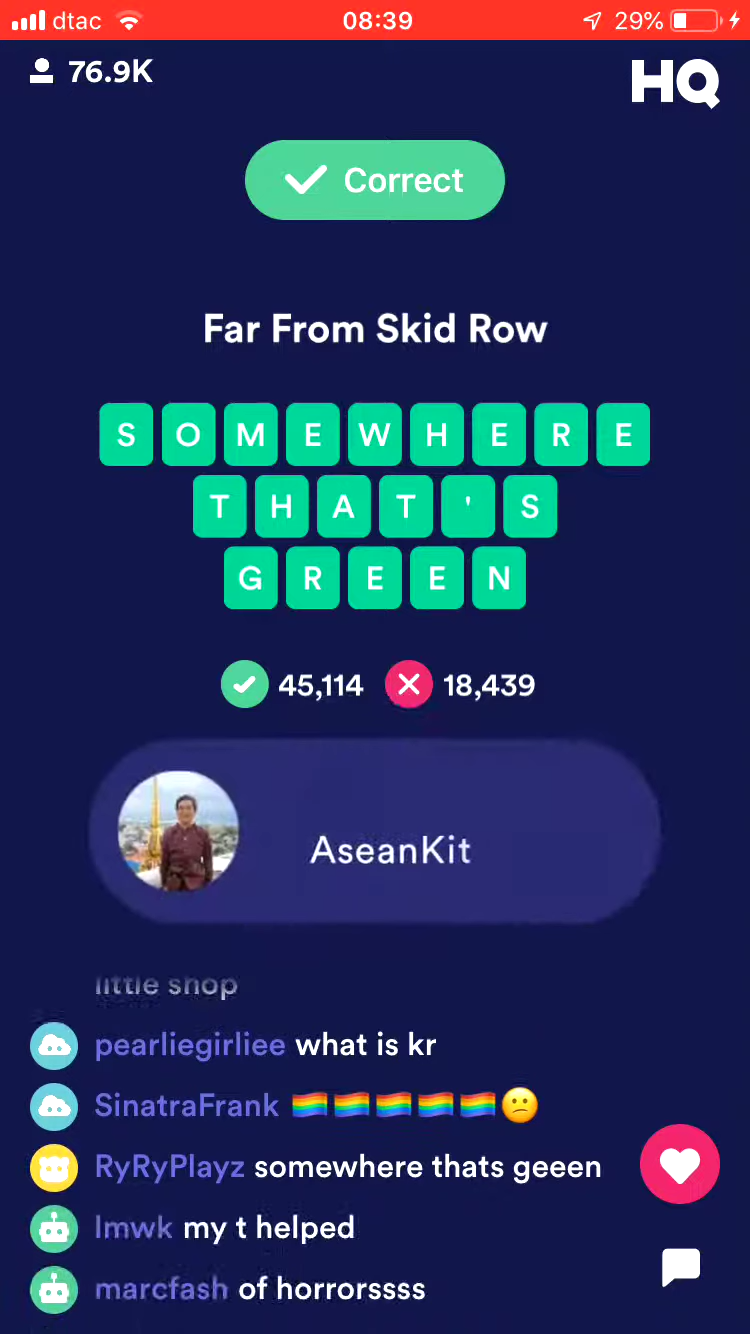 dtac 08:39 29%
76.9K HQ
Correct
Far From Skid Row
SOMEWHERE
THAT'S
GREEN
45,114 18,439
AseanKit
little shop
pearliegirliee what is kr
SinatraFrank 🏳️‍🌈🏳️‍🌈🏳️‍🌈🏳️‍🌈🏳️‍🌈😕
RyRyPlayz somewhere thats geeen
lmwk my t helped
marcfash of horrorssss